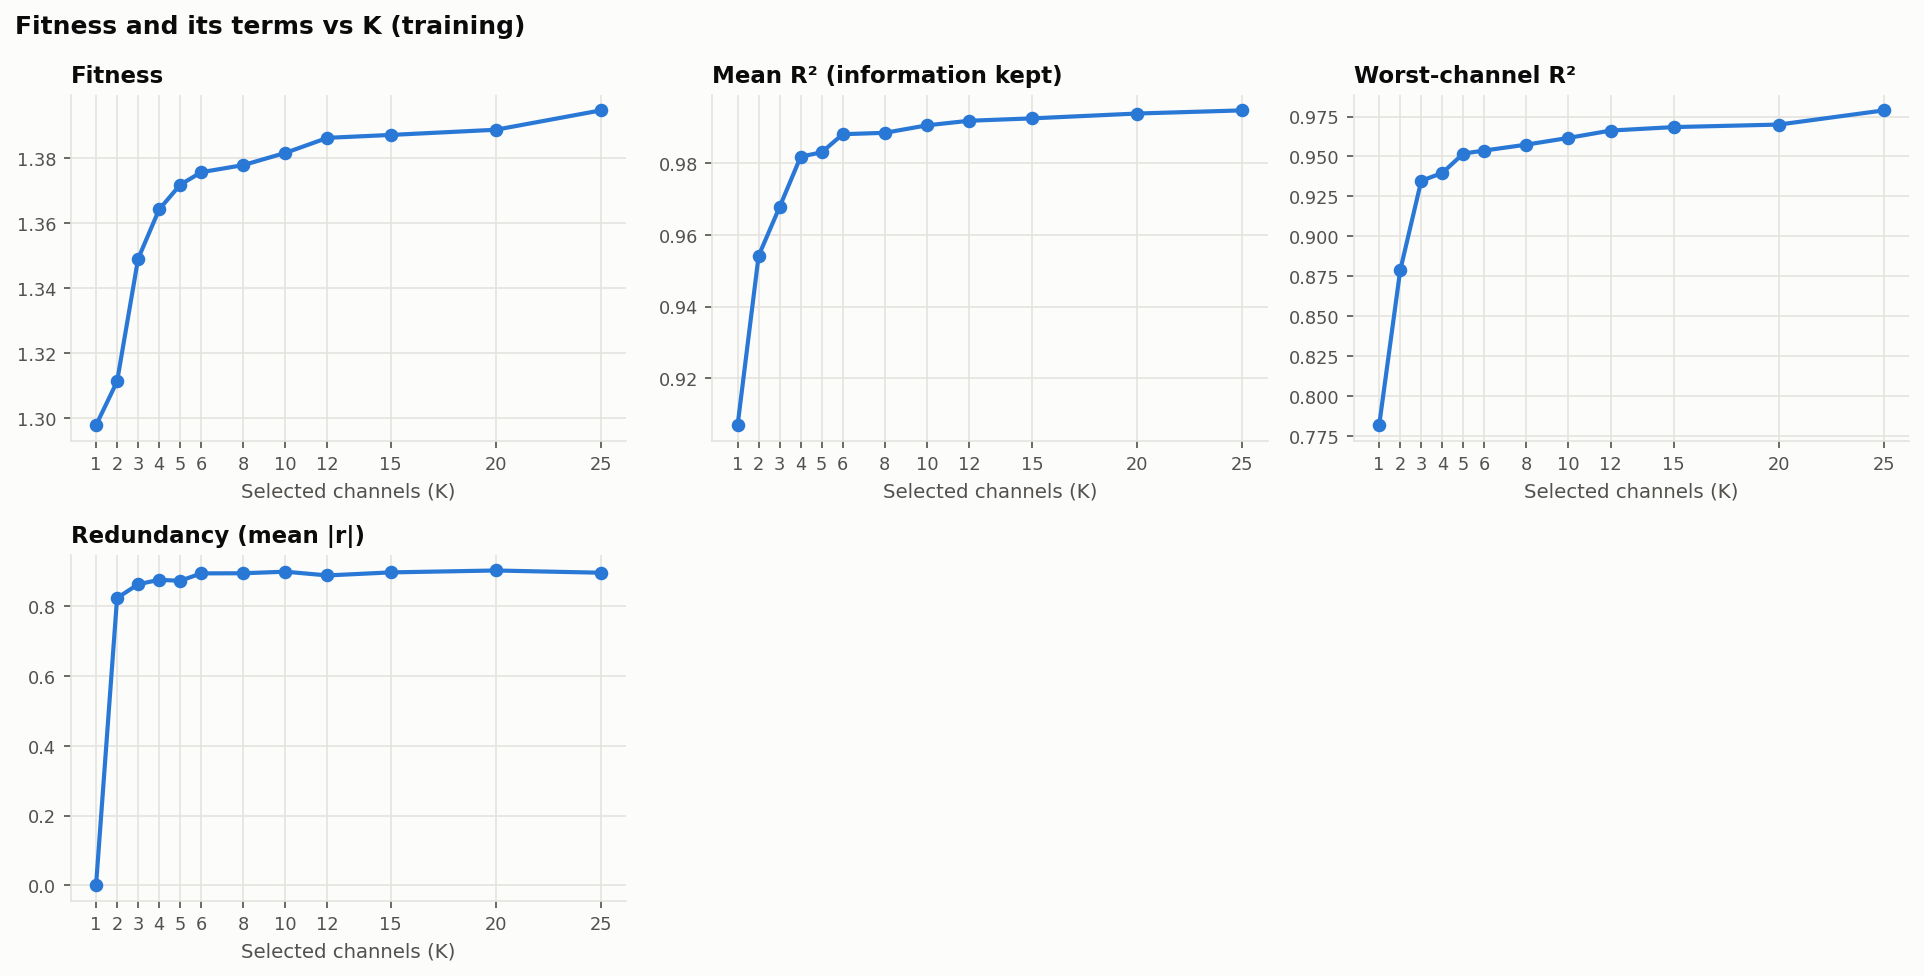 Fitness and its terms vs K (training)
Fitness
1.38
1.36
1.34
1.32
1.30
1 2 3 4 5 6 8 10 12 15 20 25
Selected channels (K)
Mean R² (information kept)
0.98
0.96
0.94
0.92
1 2 3 4 5 6 8 10 12 15 20 25
Selected channels (K)
Worst-channel R²
0.975
0.950
0.925
0.900
0.875
0.850
0.825
0.800
0.775
1 2 3 4 5 6 8 10 12 15 20 25
Selected channels (K)
Redundancy (mean |r|)
0.8
0.6
0.4
0.2
0.0
1 2 3 4 5 6 8 10 12 15 20 25
Selected channels (K)